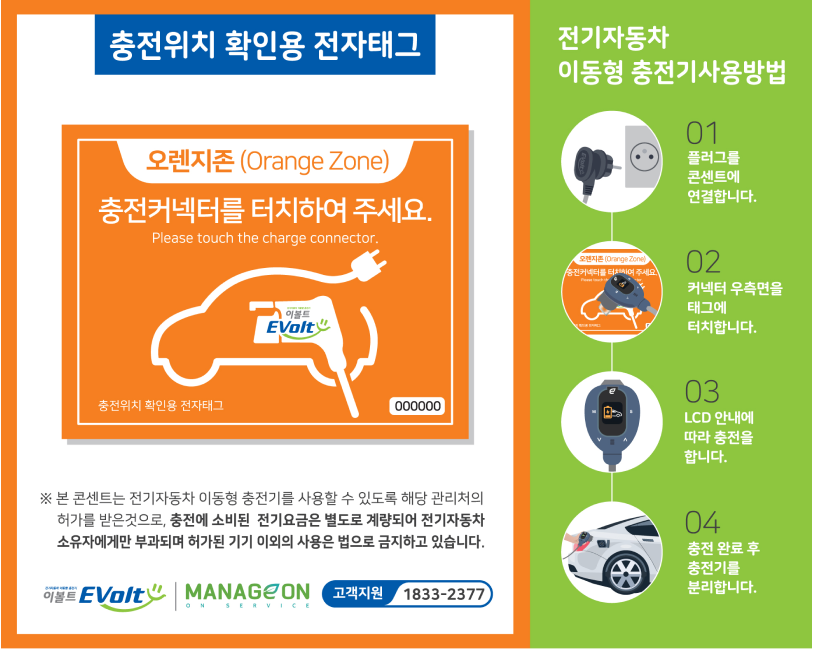 충전위치 확인용 전자태그
오렌지존 (Orange Zone)
충전커넥터를 터치하여 주세요.
Please touch the charge connector.
이볼트
EVolt
충전위치 확인용 전자태그
000000
※ 본 콘센트는 전기자동차 이동형 충전기를 사용할 수 있도록 해당 관리처의
허가를 받은것으로, 충전에 소비된 전기요금은 별도로 계량되어 전기자동차
소유자에게만 부과되며 허가된 기기 이외의 사용은 법으로 금지하고 있습니다.
이볼트 EVolt
MANAGEON
ON SERVICE
고객지원 1833-2377
전기자동차
이동형 충전기사용방법
01
플러그를
콘센트에
연결합니다.
오렌지존 (Orange Zone)
충전커넥터를 터치하여 주세요.
02
커넥터 우측면을
태그에
터치합니다.
03
LCD 안내에
따라 충전을
합니다.
04
충전 완료 후
충전기를
분리합니다.